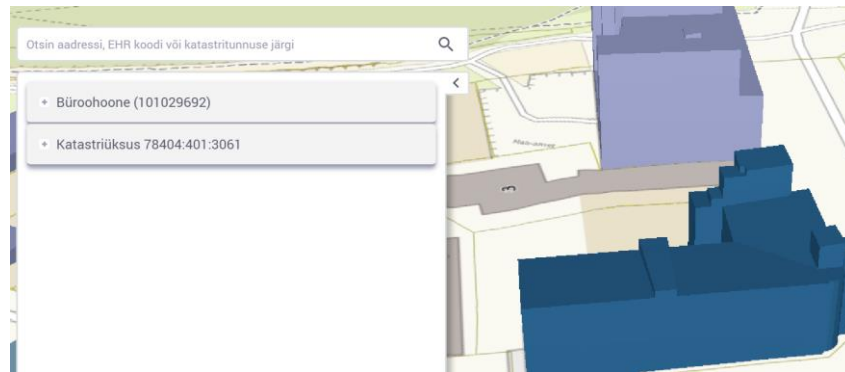 Otsin aadressi, EHR koodi või katastritunnuse järgi
Büroohoone (101029692)
Katastriüksus 78404:401:3061